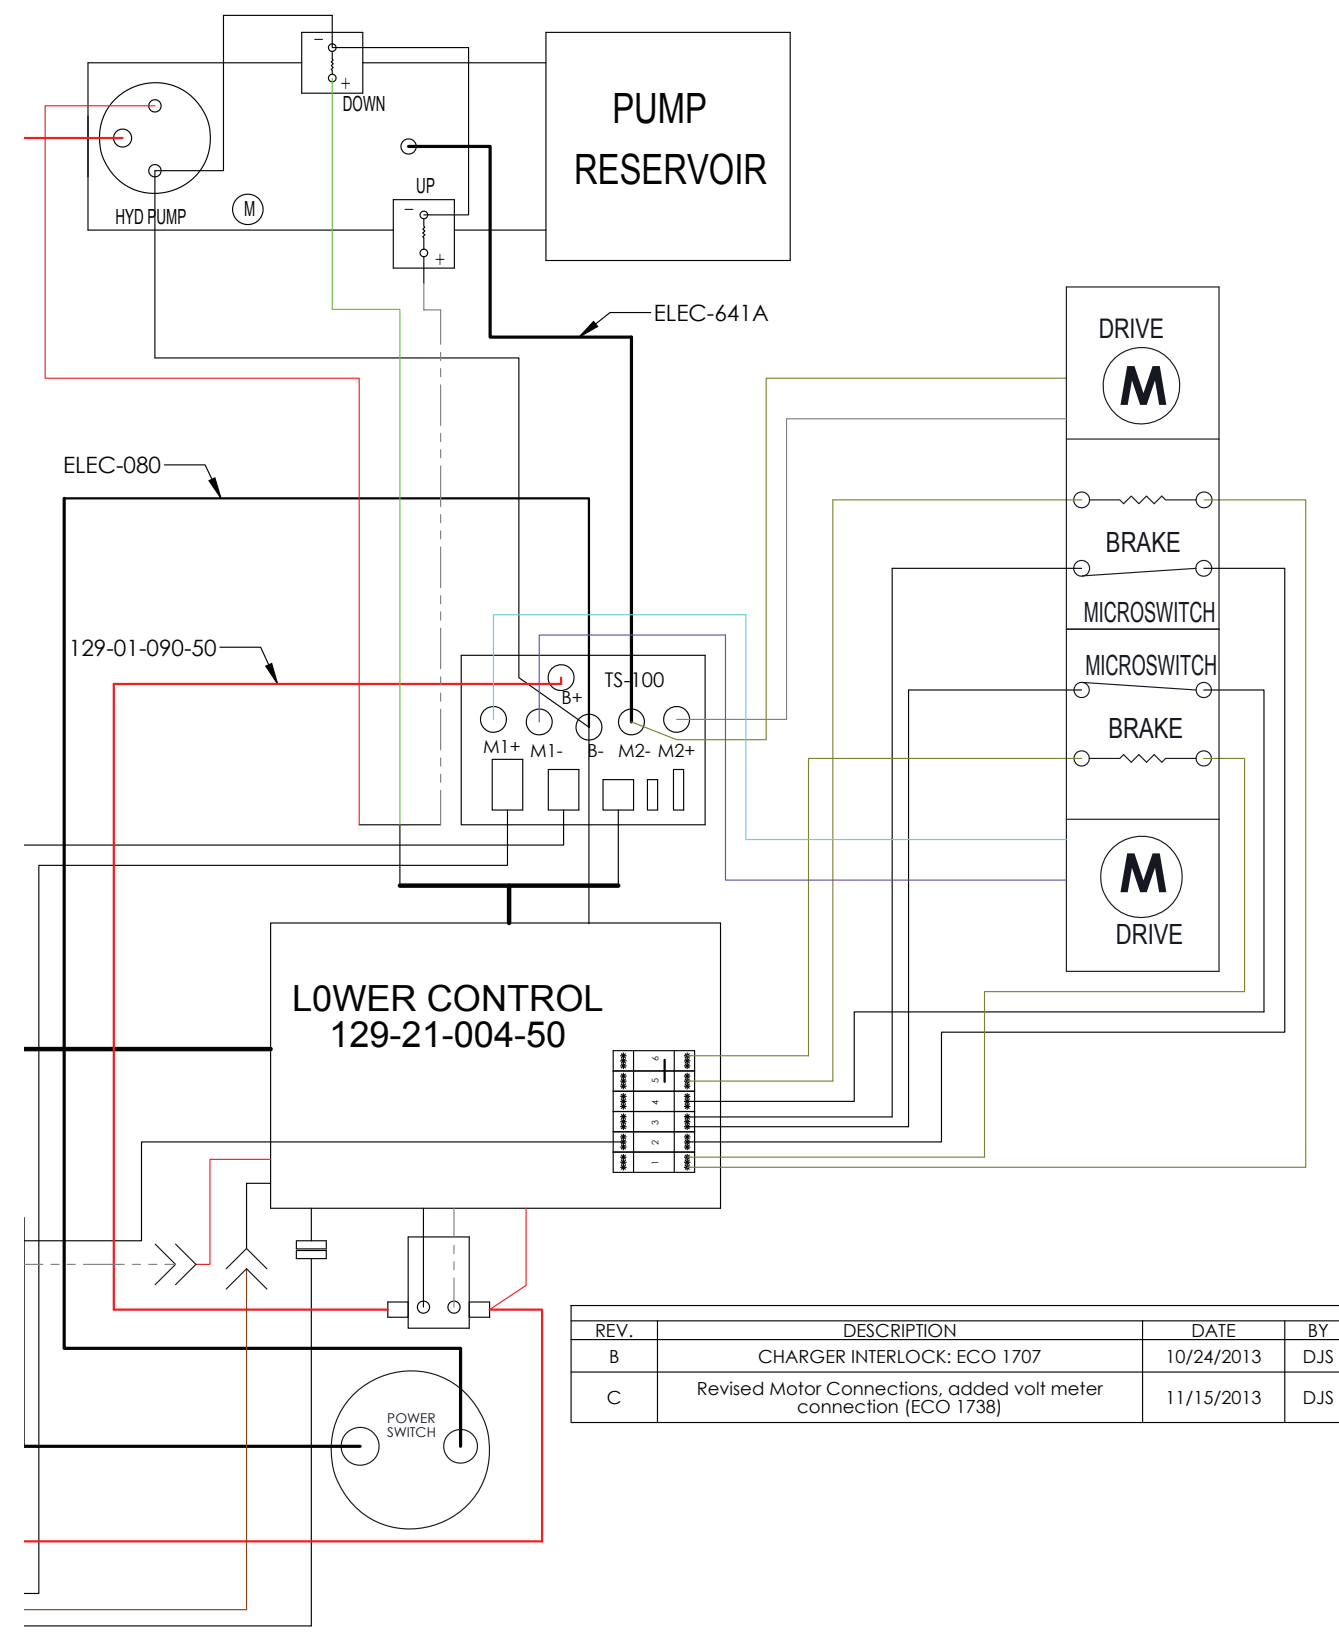 −
+
DOWN
PUMP
RESERVOIR
UP
−
+
HYD PUMP
M
ELEC-641A
DRIVE
M
ELEC-080
BRAKE
MICROSWITCH
129-01-090-50
MICROSWITCH
TS-100
B+
BRAKE
M1+ M1- B- M2- M2+
M
DRIVE
L0WER CONTROL
129-21-004-50
6
5
4
3
2
1
REV. DESCRIPTION DATE BY
B CHARGER INTERLOCK: ECO 1707 10/24/2013 DJS
C Revised Motor Connections, added volt meter
connection (ECO 1738) 11/15/2013 DJS
POWER
SWITCH